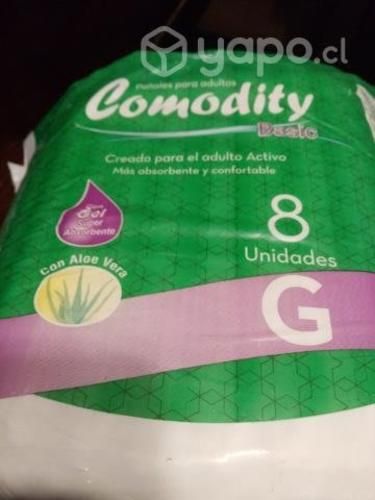 yapo.cl
Pañales para adultos
Comodity
Basic
Creado para el adulto Activo
Más absorbente y confortable
Gel
Súper
Absorbente
8
Unidades
Con Aloe Vera
G